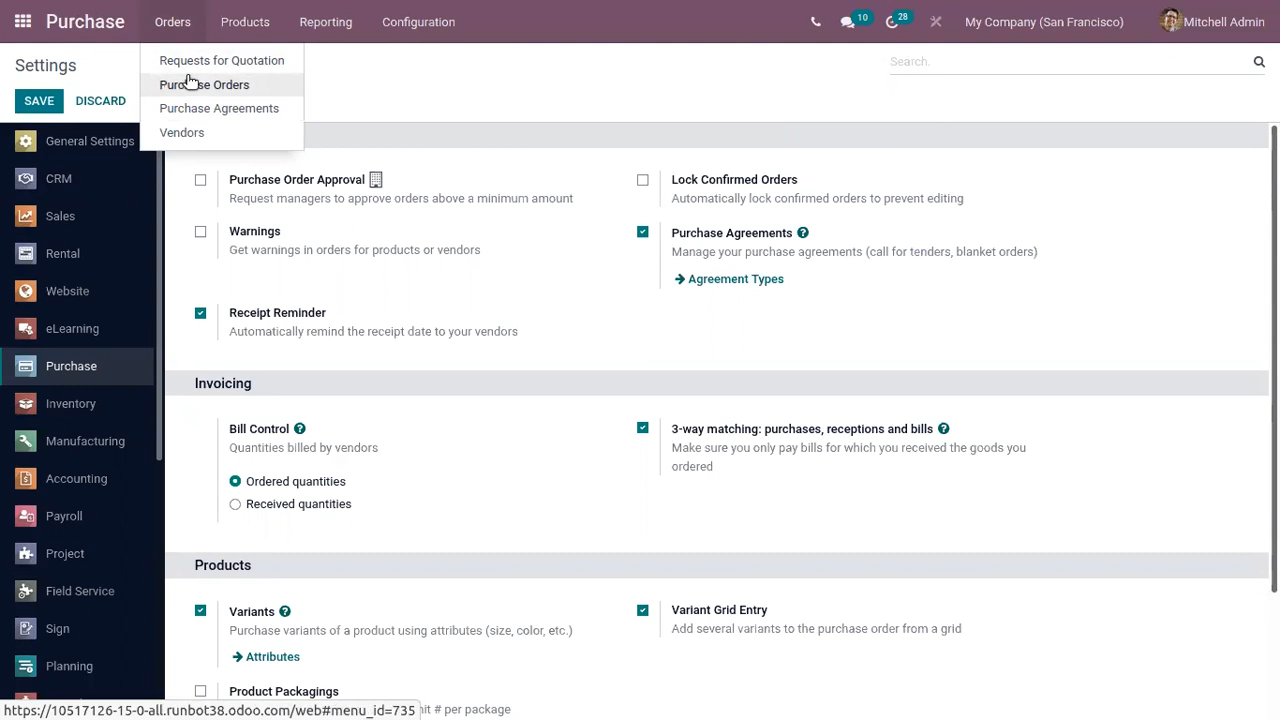 Purchase Orders Products Reporting Configuration 10 28 My Company (San Francisco) Mitchell Admin
Settings
Search.
SAVE DISCARD
Requests for Quotation
Purchase Orders
Purchase Agreements
Vendors
General Settings
CRM
Sales
Rental
Website
eLearning
Purchase
Inventory
Manufacturing
Accounting
Payroll
Project
Field Service
Sign
Planning
Purchase Order Approval
Request managers to approve orders above a minimum amount
Lock Confirmed Orders
Automatically lock confirmed orders to prevent editing
Warnings
Get warnings in orders for products or vendors
Purchase Agreements ?
Manage your purchase agreements (call for tenders, blanket orders)
Agreement Types
Receipt Reminder
Automatically remind the receipt date to your vendors
Invoicing
Bill Control ?
Quantities billed by vendors
Ordered quantities
Received quantities
3-way matching: purchases, receptions and bills ?
Make sure you only pay bills for which you received the goods you
ordered
Products
Variants ?
Purchase variants of a product using attributes (size, color, etc.)
Attributes
Variant Grid Entry
Add several variants to the purchase order from a grid
Product Packagings
# per package
https://10517126-15-0-all.runbot38.odoo.com/web#menu_id=735